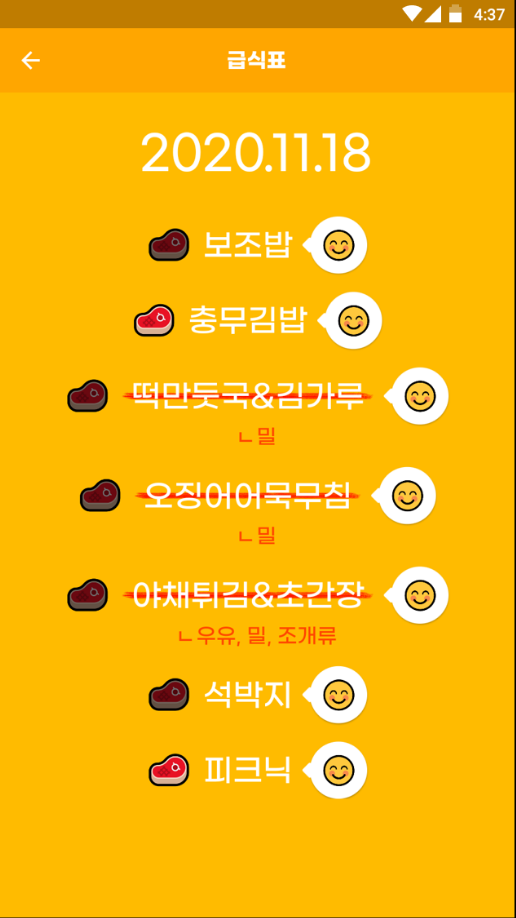 4:37
급식표
2020.11.18
보조밥
충무김밥
떡만둣국&김가루
ㄴ밀
오징어어묵무침
ㄴ밀
야채튀김&초간장
ㄴ우유, 밀, 조개류
석박지
피크닉